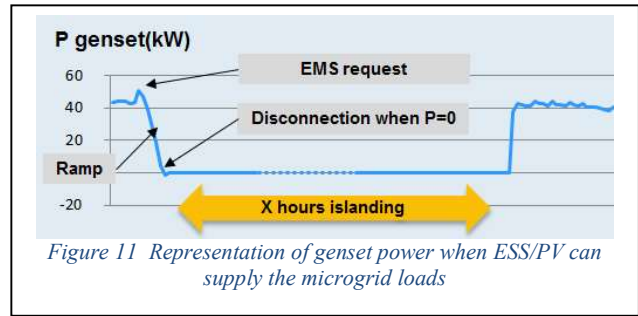 P genset(kW)
60
EMS request
40
20
Disconnection when P=0
0
Ramp
-20
X hours islanding
Figure 11 Representation of genset power when ESS/PV can
supply the microgrid loads